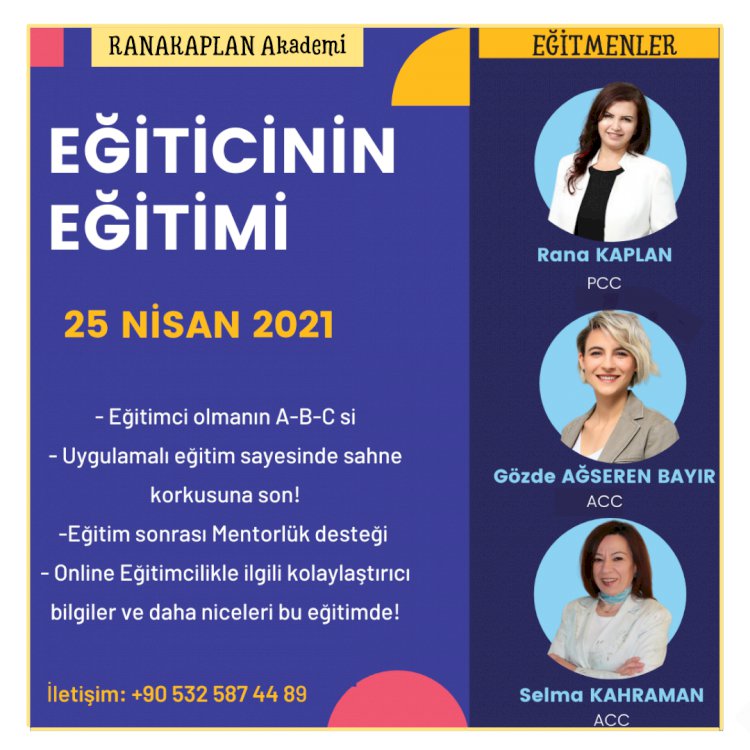 RANAKAPLAN Akademi
EĞİTİCİNİN
EĞİTİMİ
25 NİSAN 2021
- Eğitimci olmanın A-B-C si
- Uygulamalı eğitim sayesinde sahne
korkusuna son!
-Eğitim sonrası Mentorlük desteği
- Online Eğitimcilikle ilgili kolaylaştırıcı
bilgiler ve daha niceleri bu eğitimde!
İletişim: +90 532 587 44 89
EĞİTMENLER
Rana KAPLAN
PCC
Gözde AĞSEREN BAYIR
ACC
Selma KAHRAMAN
ACC